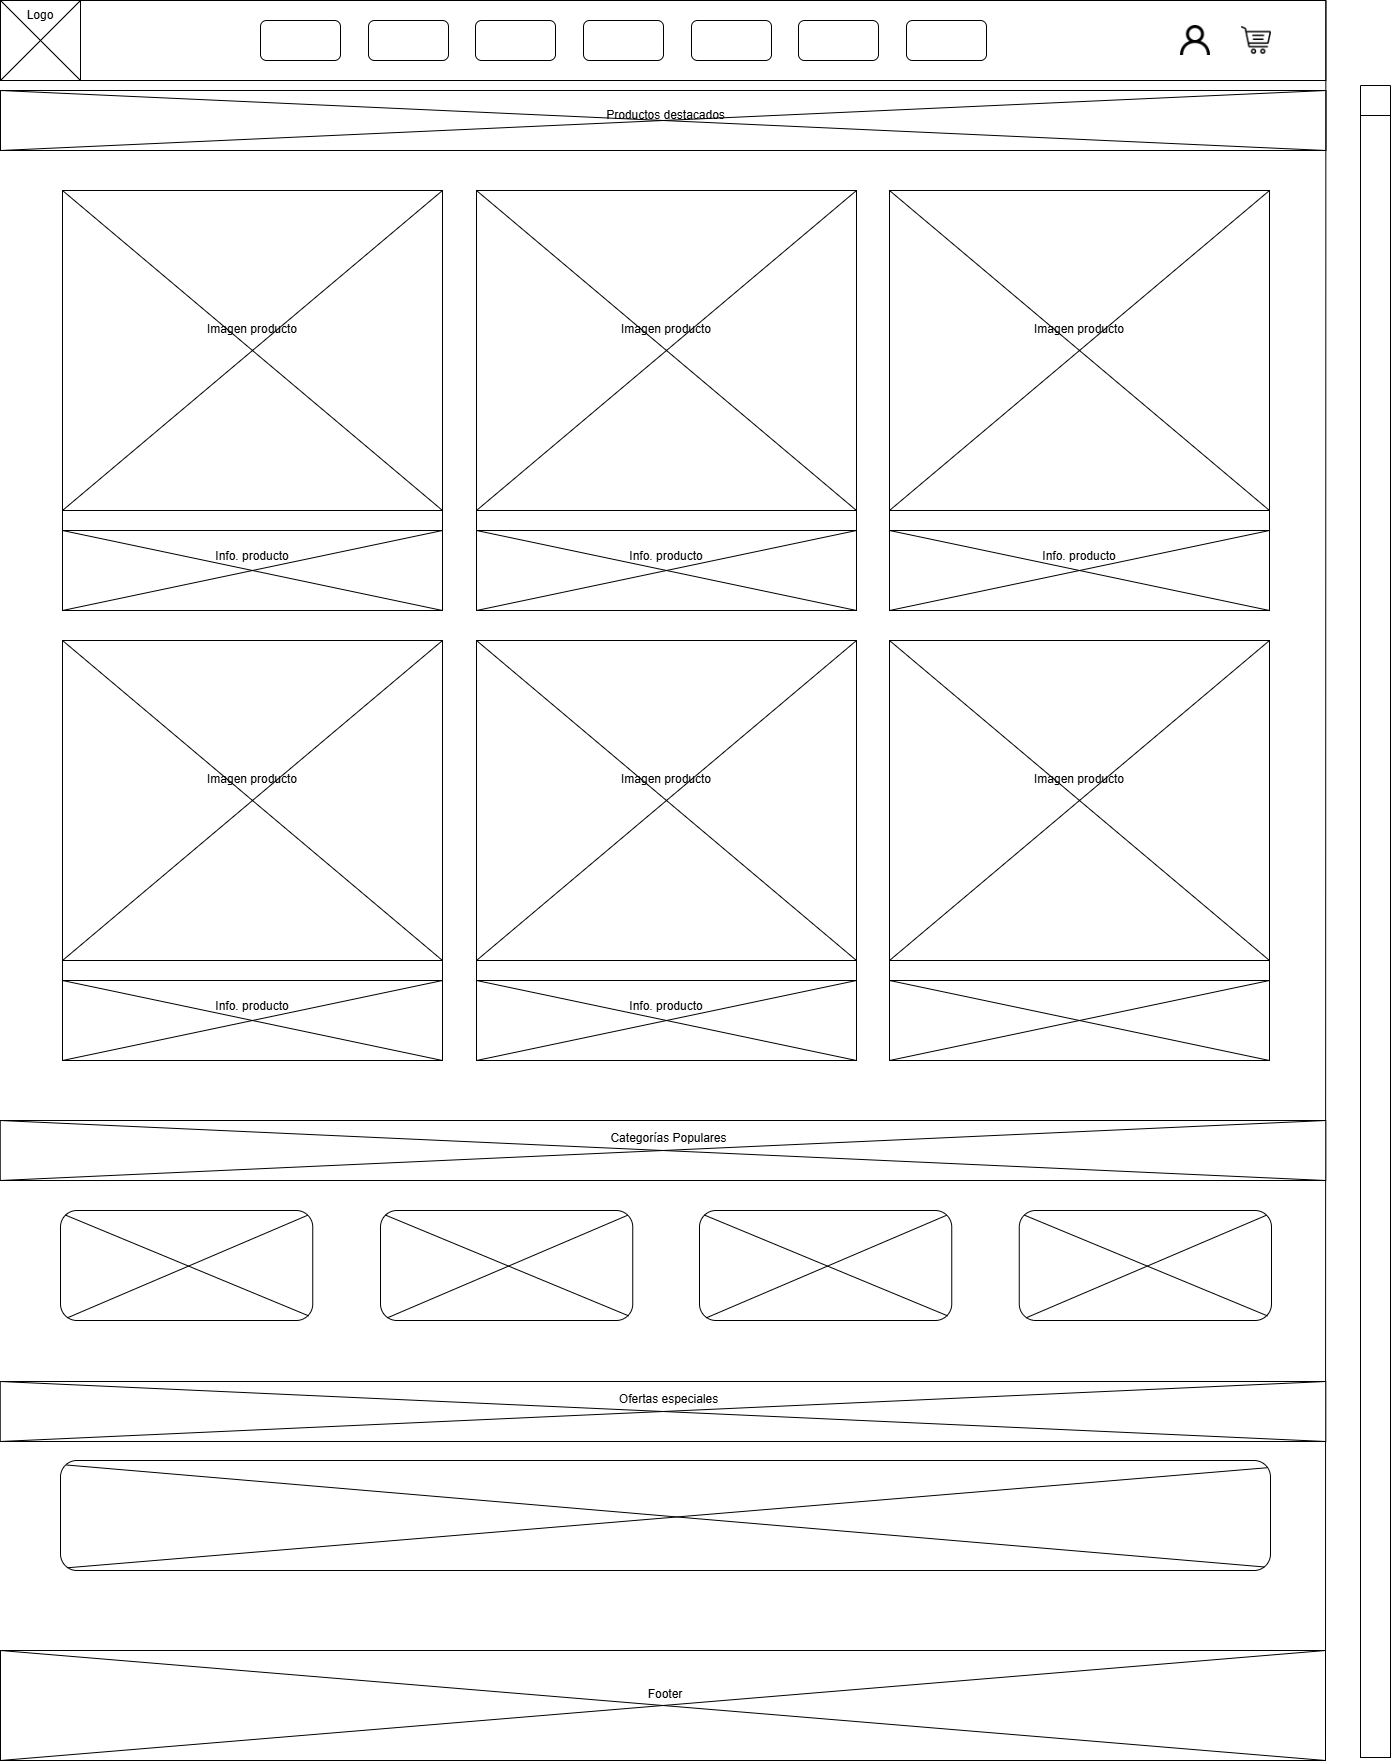 Logo
Productos destacados
Imagen producto
Imagen producto
Imagen producto
Info. producto
Info. producto
Info. producto
Imagen producto
Imagen producto
Imagen producto
Info. producto
Info. producto
Categorías Populares
Ofertas especiales
Footer